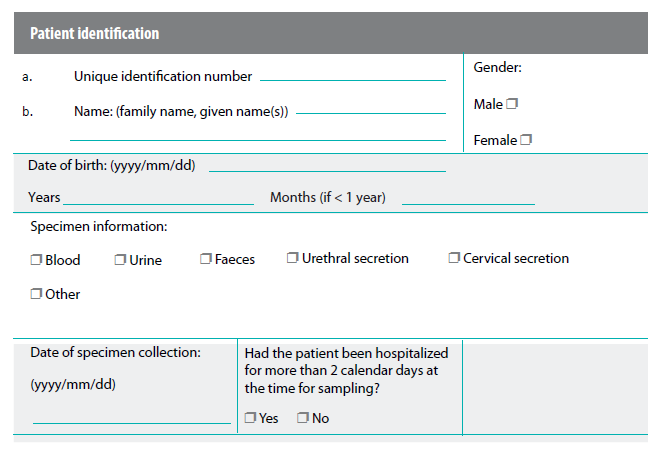 Patient identification
a. Unique identification number
Gender:
b. Name: (family name, given name(s))
Male ❒
Female ❒
Date of birth: (yyyy/mm/dd)
Years
Months (if < 1 year)
Specimen information:
❒ Blood ❒ Urine ❒ Faeces ❒ Urethral secretion ❒ Cervical secretion
❒ Other
Date of specimen collection:
(yyyy/mm/dd)
Had the patient been hospitalized
for more than 2 calendar days at
the time for sampling?
❒ Yes ❒ No